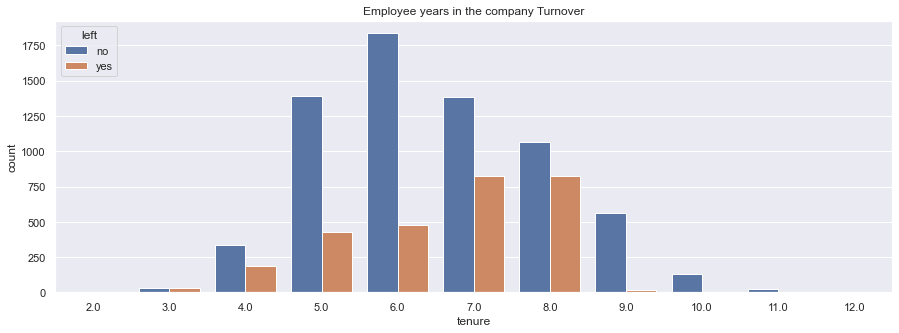 Employee years in the company Turnover
left
no
yes
1750
1500
1250
1000
750
500
250
0
count
2.0 3.0 4.0 5.0 6.0 7.0 8.0 9.0 10.0 11.0 12.0
tenure